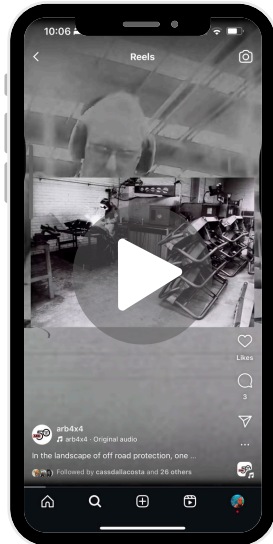 10:06
Reels
Likes
3
arb4x4
arb4x4 · Original audio
In the landscape of off road protection, one ...
Followed by cassdallacosta and 26 others